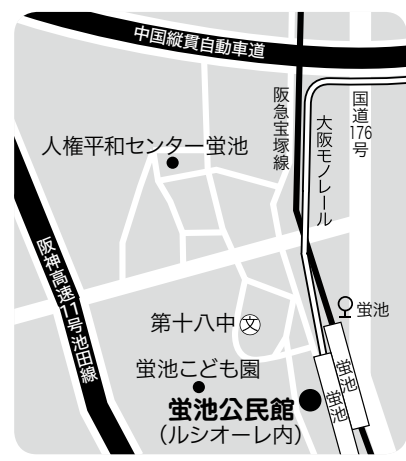 中国縦貫自動車道
阪急宝塚線
大阪モノレール
国道176号
人権平和センター蛍池
阪神高速11号池田線
蛍池
第十八中
文
蛍池こども園
蛍池
蛍池
蛍池公民館
（ルシオーレ内）